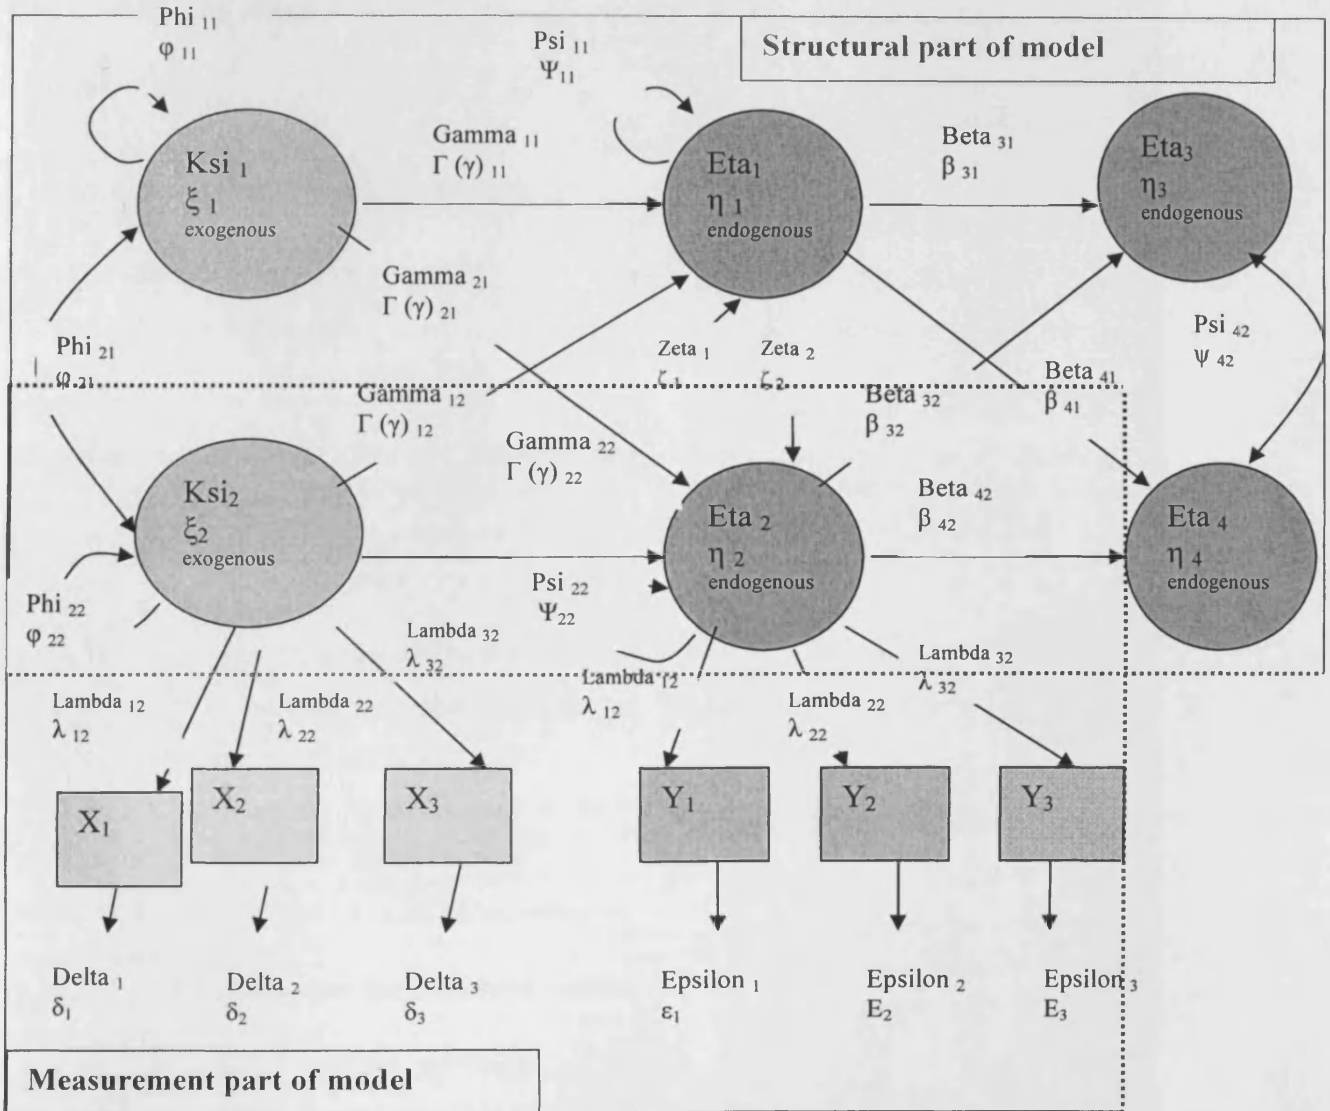 Phi 11
φ 11
Psi 11
Ψ11
Structural part of model
Ksi 1
ξ 1
exogenous
Gamma 11
Γ (γ) 11
Eta1
η 1
endogenous
Beta 31
β 31
Eta3
η3
endogenous
Gamma 21
Γ (γ) 21
Phi 21
φ 21
Zeta 1
ζ 1
Zeta 2
ζ 2
Psi 42
ψ 42
Beta 41
β 41
Gamma 12
Γ (γ) 12
Beta 32
β 32
Gamma 22
Γ (γ) 22
Ksi2
ξ2
exogenous
Eta 2
η 2
endogenous
Beta 42
β 42
Eta 4
η 4
endogenous
Phi 22
φ 22
Psi 22
Ψ22
Lambda 32
λ 32
Lambda 32
λ 32
Lambda 12
λ 12
Lambda 22
λ 22
Lambda 12
λ 12
Lambda 22
λ 22
X1
X2
X3
Y1
Y2
Y3
Delta 1
δ1
Delta 2
δ2
Delta 3
δ3
Epsilon 1
ε1
Epsilon 2
E2
Epsilon 3
E3
Measurement part of model